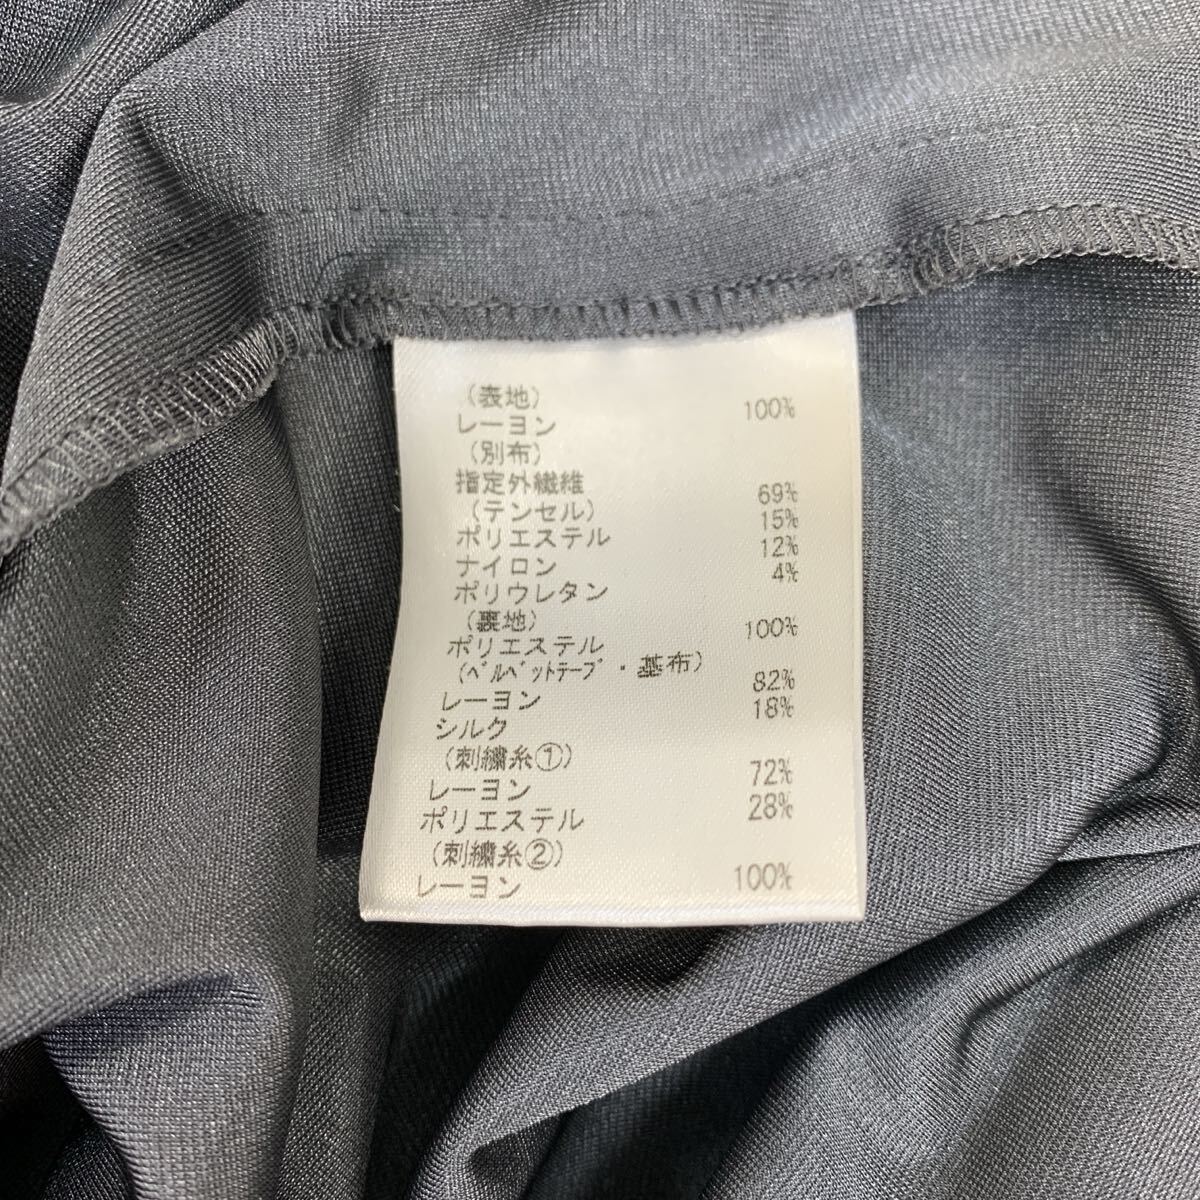 (表地)
レーヨン 100%
(別布)
指定外繊維
(テンセル) 69%
ポリエステル 15%
ナイロン 12%
ポリウレタン 4%
(裏地)
ポリエステル 100%
(ﾍﾞﾙﾍﾞｯﾄﾃｰﾌﾟ・基布)
レーヨン 82%
シルク 18%
(刺繍糸①)
レーヨン 72%
ポリエステル 28%
(刺繍糸②)
レーヨン 100%